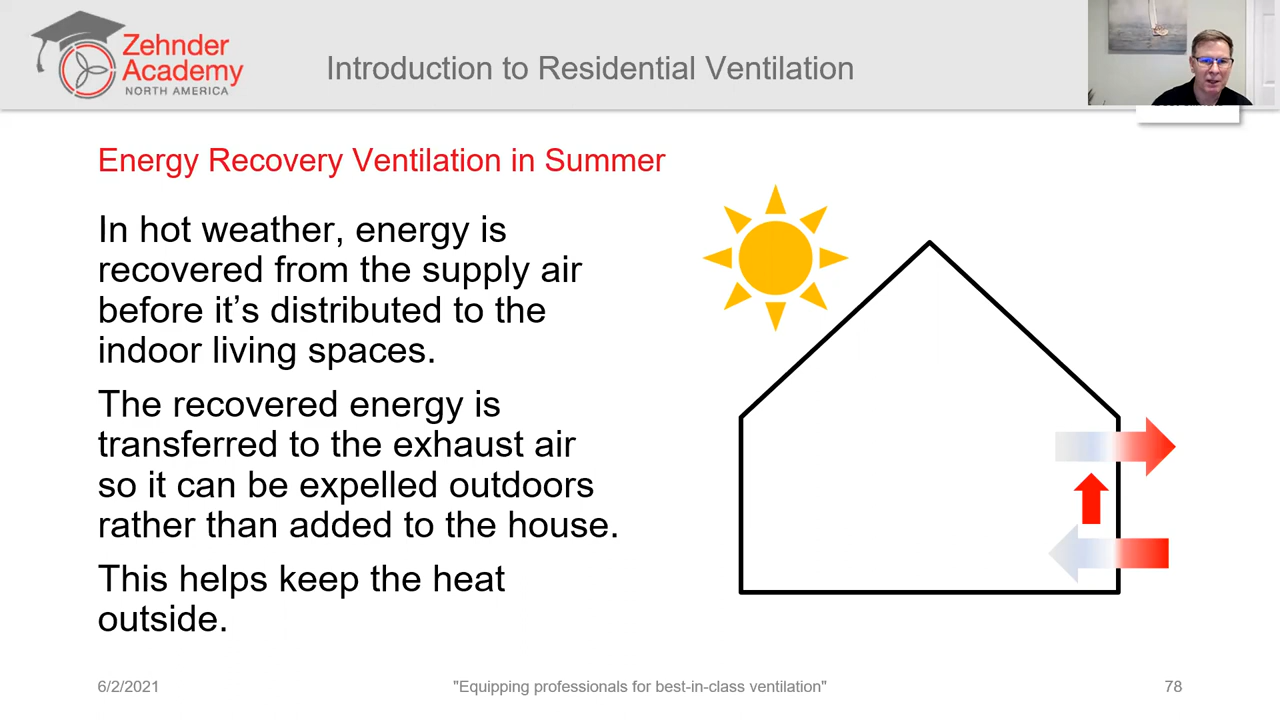 Zehnder
Academy
NORTH AMERICA
Introduction to Residential Ventilation
Energy Recovery Ventilation in Summer
In hot weather, energy is
recovered from the supply air
before it’s distributed to the
indoor living spaces.
The recovered energy is
transferred to the exhaust air
so it can be expelled outdoors
rather than added to the house.
This helps keep the heat
outside.
6/2/2021
"Equipping professionals for best-in-class ventilation"
78